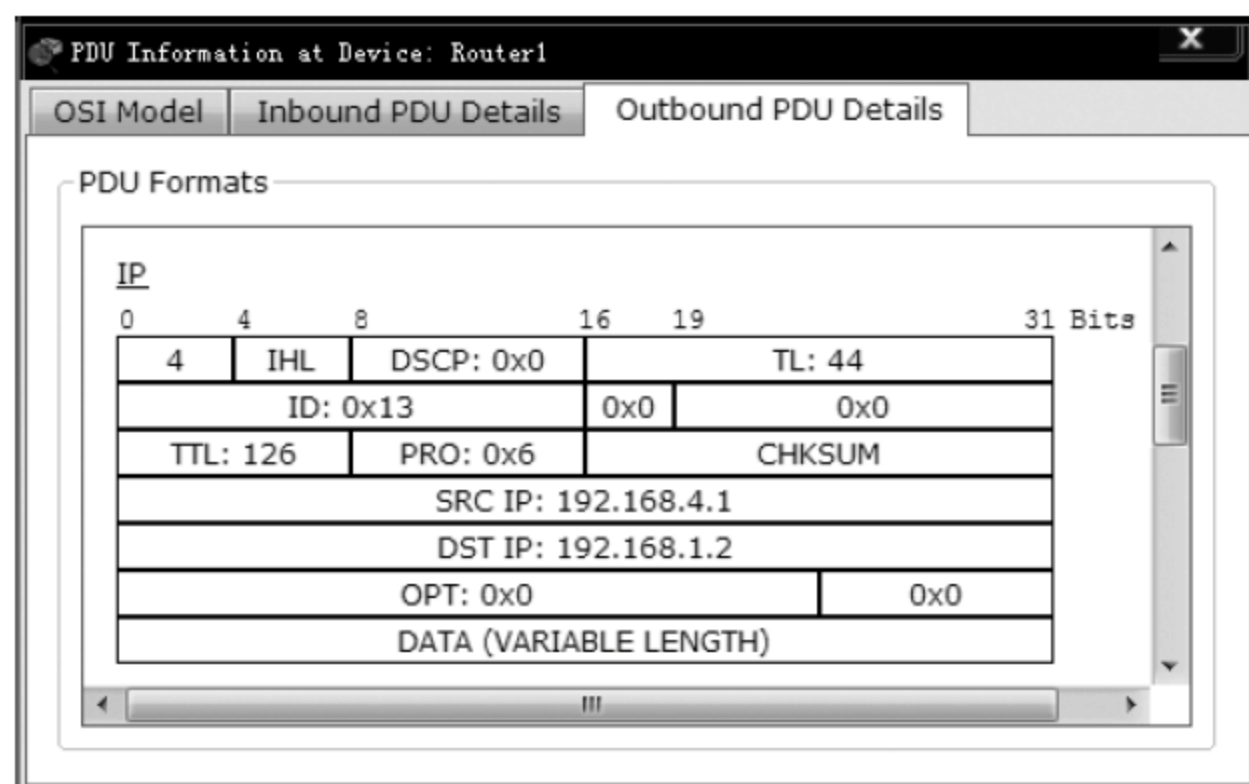 PDU Information at Device: Router1
X
OSI Model Inbound PDU Details Outbound PDU Details
PDU Formats
IP
0 4 8 16 19 31 Bits
4 IHL DSCP: 0x0 TL: 44
ID: 0x13 0x0 0x0
TTL: 126 PRO: 0x6 CHKSUM
SRC IP: 192.168.4.1
DST IP: 192.168.1.2
OPT: 0x0 0x0
DATA (VARIABLE LENGTH)